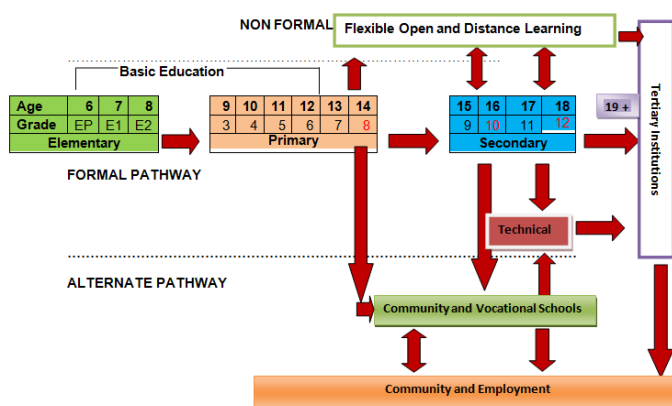 NON FORMAL
Flexible Open and Distance Learning
Basic Education
Age 6 7 8
Grade EP E1 E2
Elementary
9 10 11 12 13 14
3 4 5 6 7 8
Primary
15 16 17 18
9 10 11 12
Secondary
19 +
Tertiary Institutions
FORMAL PATHWAY
Technical
ALTERNATE PATHWAY
Community and Vocational Schools
Community and Employment